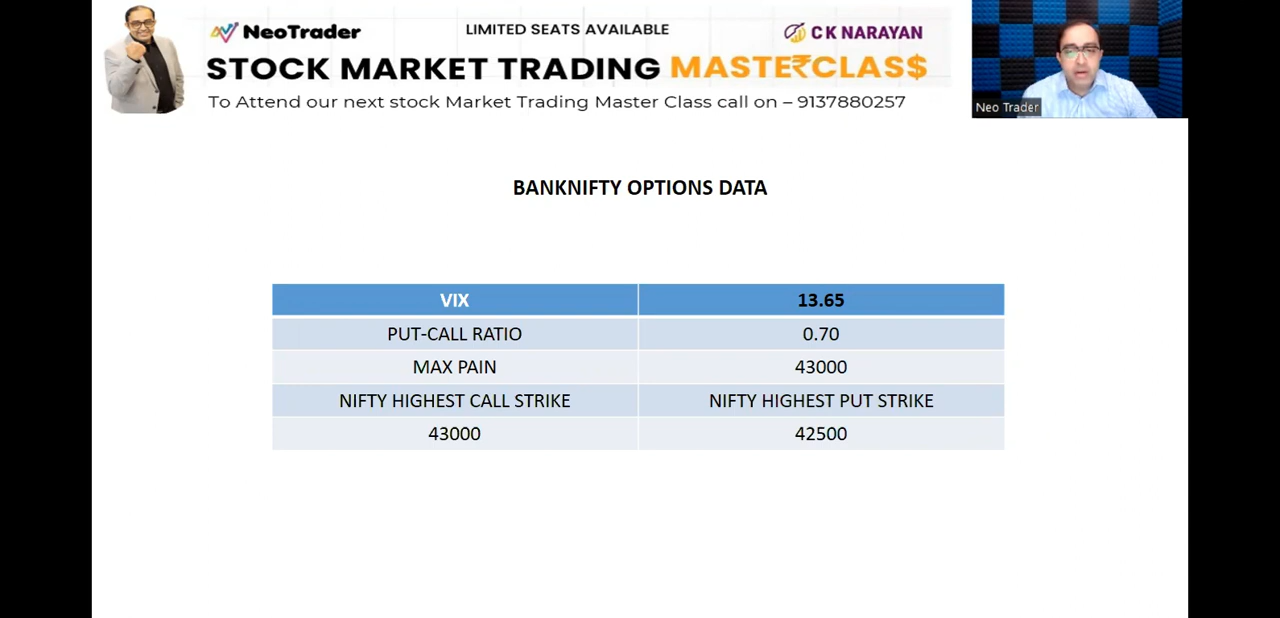 NeoTrader
LIMITED SEATS AVAILABLE
C K NARAYAN
STOCK MARKET TRADING MASTE₹CLAS$
To Attend our next stock Market Trading Master Class call on – 9137880257
Neo Trader
BANKNIFTY OPTIONS DATA
VIX 13.65
PUT-CALL RATIO 0.70
MAX PAIN 43000
NIFTY HIGHEST CALL STRIKE NIFTY HIGHEST PUT STRIKE
43000 42500